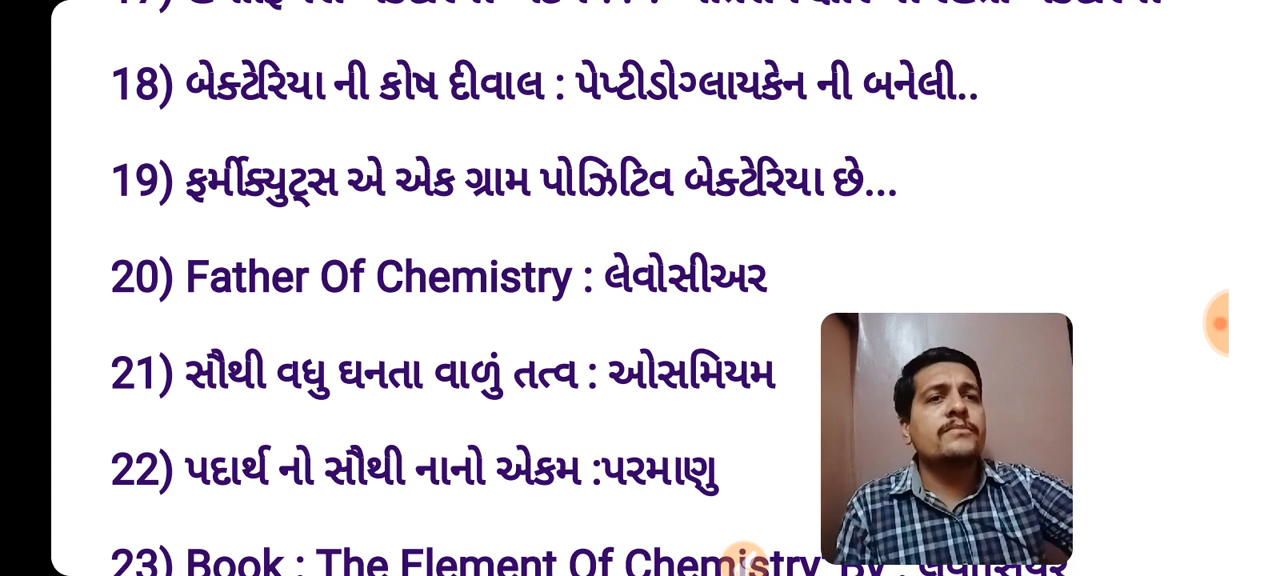 18) બેક્ટેરિયા ની કોષ દીવાલ : પેપ્ટીડોગ્લાયકેન ની બનેલી..
19) ફર્મીક્યુટ્સ એ એક ગ્રામ પોઝિટિવ બેક્ટેરિયા છે...
20) Father Of Chemistry : લેવોસીઅર
21) સૌથી વધુ ઘનતા વાળું તત્વ : ઓસમિયમ
22) પદાર્થ નો સૌથી નાનો એકમ :પરમાણુ
23) Book : The Element Of Chemistry By :